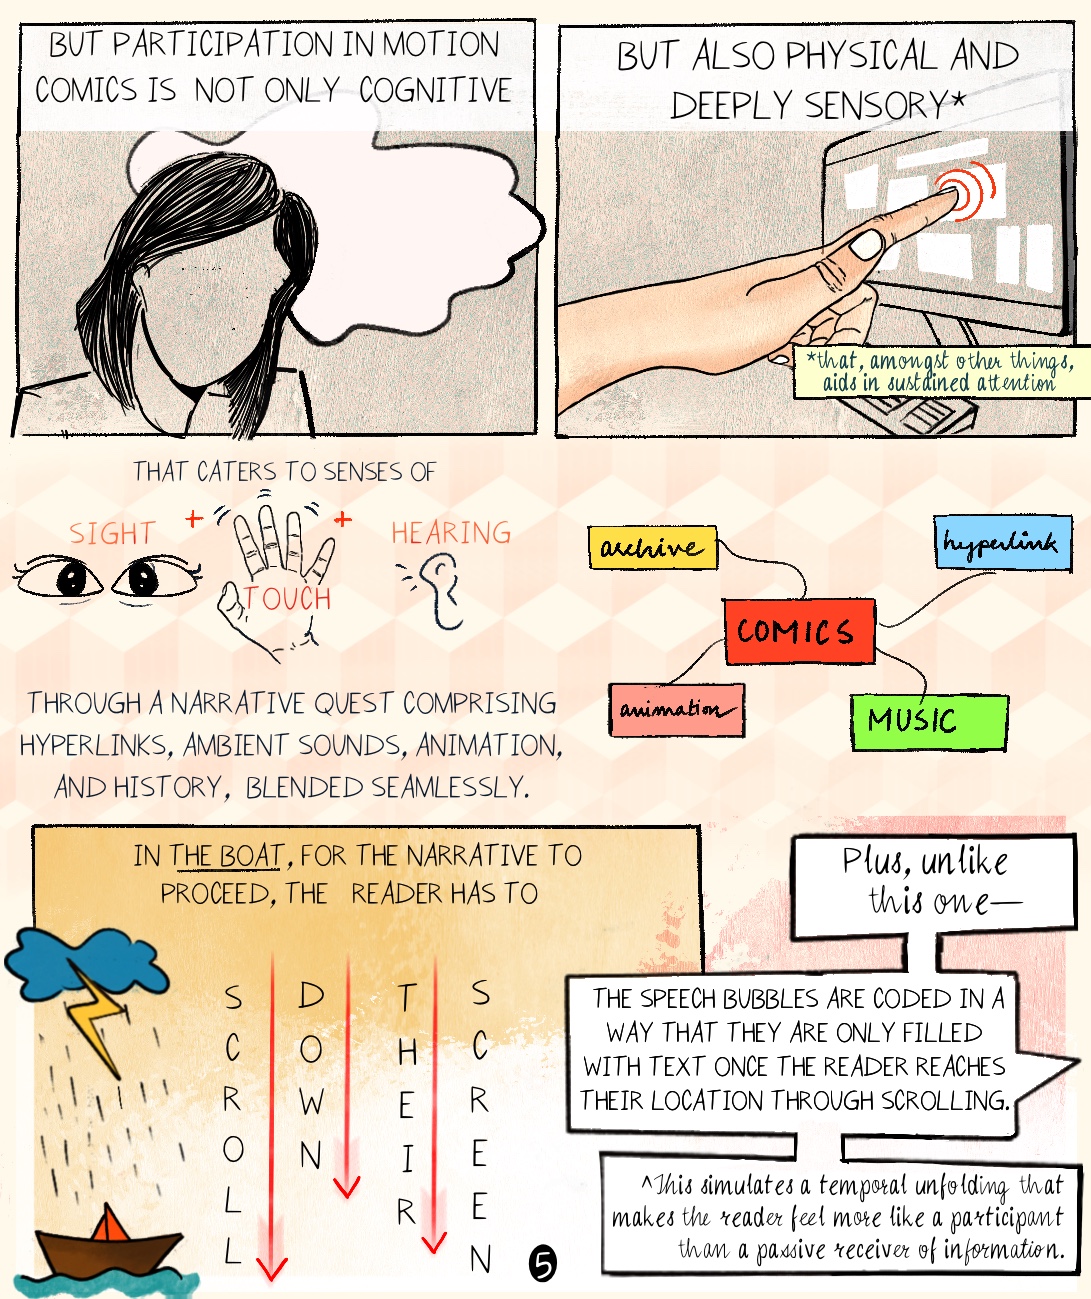 BUT PARTICIPATION IN MOTION
COMICS IS NOT ONLY COGNITIVE
BUT ALSO PHYSICAL AND
DEEPLY SENSORY*
*that, amongst other things,
aids in sustained attention
THAT CATERS TO SENSES OF
SIGHT
+
TOUCH
+
HEARING
THROUGH A NARRATIVE QUEST COMPRISING
HYPERLINKS, AMBIENT SOUNDS, ANIMATION,
AND HISTORY, BLENDED SEAMLESSLY.
archive
hyperlink
COMICS
animation
MUSIC
IN THE BOAT, FOR THE NARRATIVE TO
PROCEED, THE READER HAS TO
SCROLL
DOWN
THEIR
SCREEN
Plus, unlike
this one—
THE SPEECH BUBBLES ARE CODED IN A
WAY THAT THEY ARE ONLY FILLED
WITH TEXT ONCE THE READER REACHES
THEIR LOCATION THROUGH SCROLLING.
^This simulates a temporal unfolding that
makes the reader feel more like a participant
than a passive receiver of information.
5